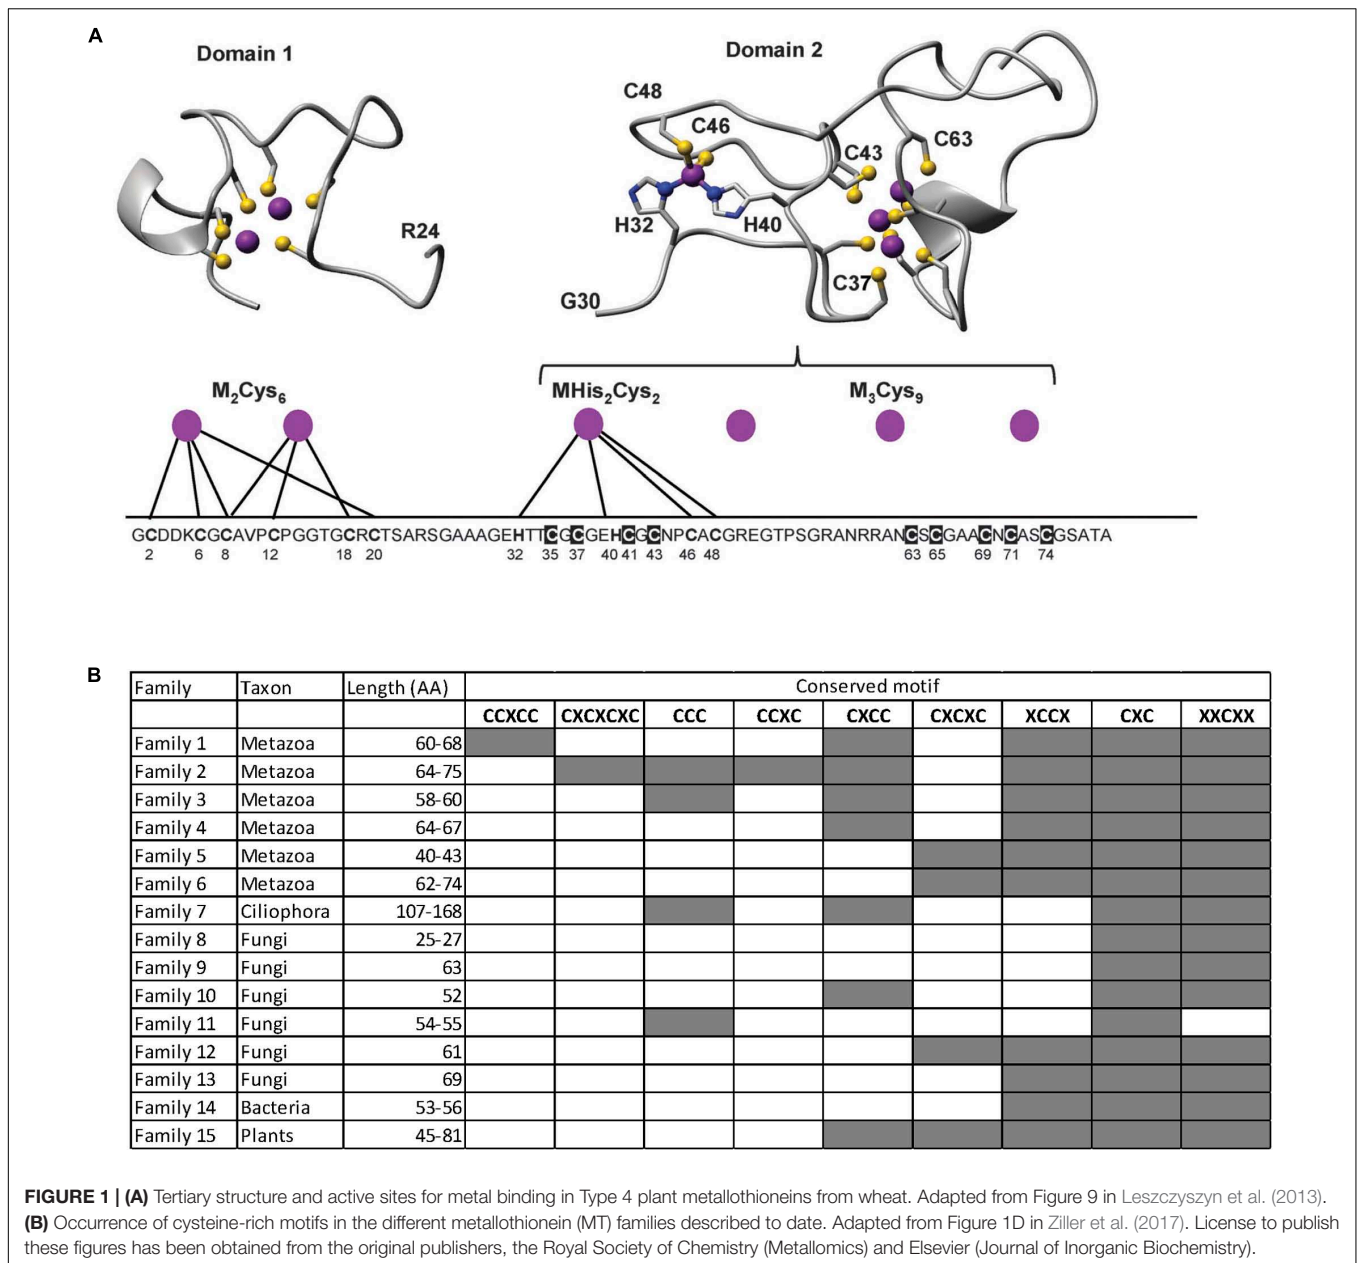 A
Domain 1
Domain 2
C48
C46
C43
C63
H32
H40
R24
C37
G30
M2Cys6
MHis2Cys2
M3Cys9
GCDDKCGCAVPCPGGTGCRCTSARSGAAAGEHTTCGCGEHCGCNPCACGREGTPSGRANRRANCSCGAACNCASCGSATA
2 6 8 12 18 20 32 35 37 40 41 43 46 48 63 65 69 71 74
B
Family Taxon Length (AA) Conserved motif
CCXCC CXCXCXC CCC CCXC CXCC CXCXC XCCX CXC XXCXX
Family 1 Metazoa 60-68
Family 2 Metazoa 64-75
Family 3 Metazoa 58-60
Family 4 Metazoa 64-67
Family 5 Metazoa 40-43
Family 6 Metazoa 62-74
Family 7 Ciliophora 107-168
Family 8 Fungi 25-27
Family 9 Fungi 63
Family 10 Fungi 52
Family 11 Fungi 54-55
Family 12 Fungi 61
Family 13 Fungi 69
Family 14 Bacteria 53-56
Family 15 Plants 45-81
FIGURE 1 | (A) Tertiary structure and active sites for metal binding in Type 4 plant metallothioneins from wheat. Adapted from Figure 9 in Leszczyszyn et al. (2013).
(B) Occurrence of cysteine-rich motifs in the different metallothionein (MT) families described to date. Adapted from Figure 1D in Ziller et al. (2017). License to publish
these figures has been obtained from the original publishers, the Royal Society of Chemistry (Metallomics) and Elsevier (Journal of Inorganic Biochemistry).